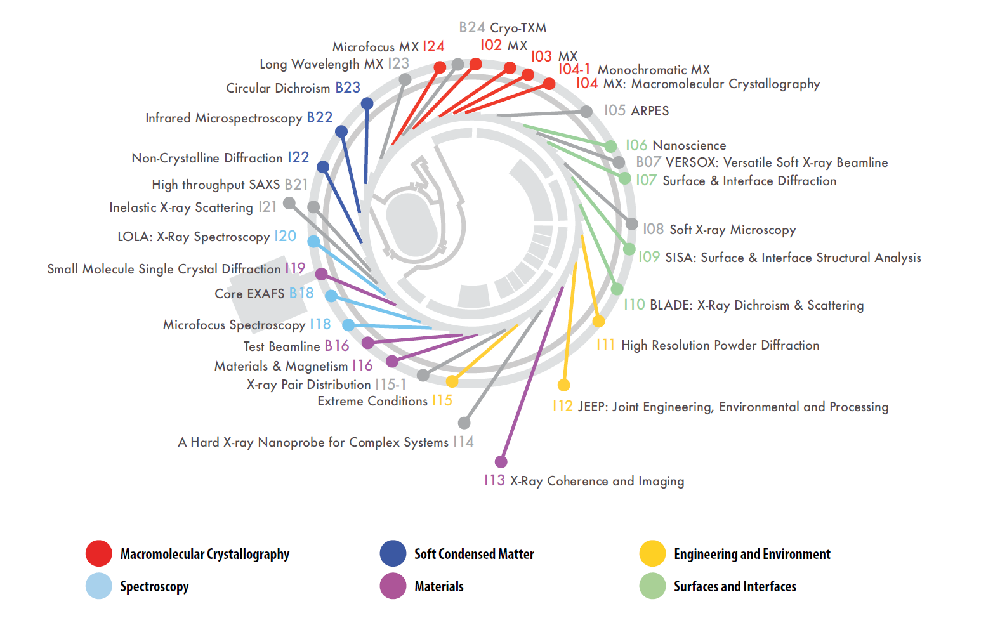 B24 Cryo-TXM
Microfocus MX I24
I02 MX
Long Wavelength MX I23
I03 MX
I04-1 Monochromatic MX
Circular Dichroism B23
I04 MX: Macromolecular Crystallography
I05 ARPES
Infrared Microspectroscopy B22
I06 Nanoscience
Non-Crystalline Diffraction I22
B07 VERSOX: Versatile Soft X-ray Beamline
I07 Surface & Interface Diffraction
High throughput SAXS B21
Inelastic X-ray Scattering I21
I08 Soft X-ray Microscopy
LOLA: X-Ray Spectroscopy I20
I09 SISA: Surface & Interface Structural Analysis
Small Molecule Single Crystal Diffraction I19
Core EXAFS B18
I10 BLADE: X-Ray Dichroism & Scattering
Microfocus Spectroscopy I18
Test Beamline B16
I11 High Resolution Powder Diffraction
Materials & Magnetism I16
X-ray Pair Distribution I15-1
Extreme Conditions I15
I12 JEEP: Joint Engineering, Environmental and Processing
A Hard X-ray Nanoprobe for Complex Systems I14
I13 X-Ray Coherence and Imaging
Macromolecular Crystallography
Soft Condensed Matter
Engineering and Environment
Spectroscopy
Materials
Surfaces and Interfaces